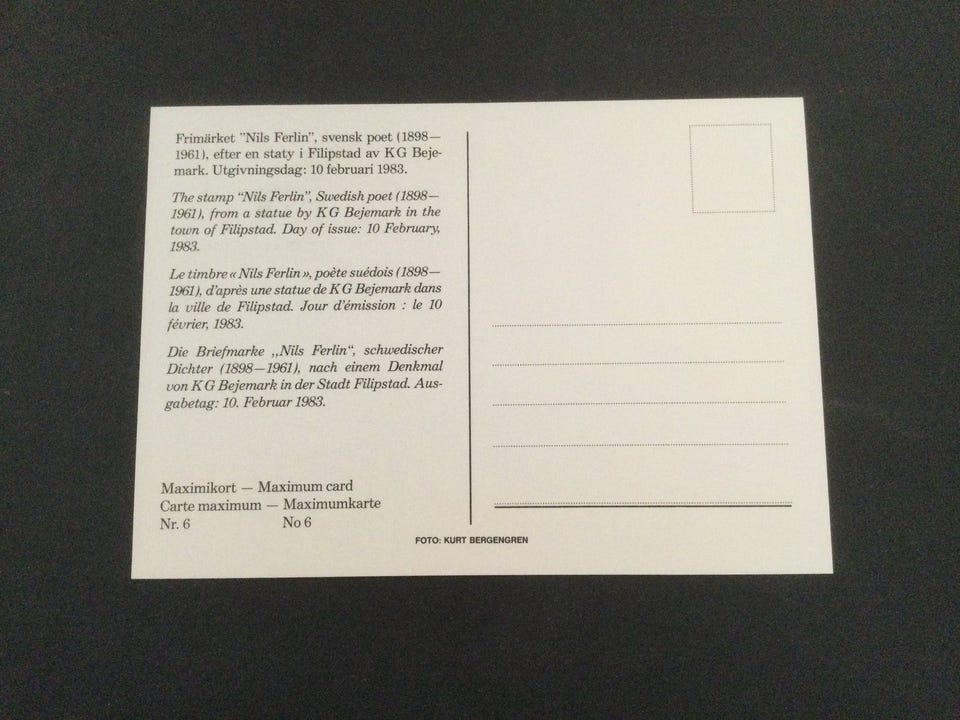 Frimärket ”Nils Ferlin”, svensk poet (1898—
1961), efter en staty i Filipstad av KG Beje-
mark. Utgivningsdag: 10 februari 1983.
The stamp “Nils Ferlin”, Swedish poet (1898—
1961), from a statue by KG Bejemark in the
town of Filipstad. Day of issue: 10 February,
1983.
Le timbre « Nils Ferlin », poète suédois (1898—
1961), d’après une statue de KG Bejemark dans
la ville de Filipstad. Jour d’émission : le 10
février, 1983.
Die Briefmarke ,,Nils Ferlin“, schwedischer
Dichter (1898—1961), nach einem Denkmal
von KG Bejemark in der Stadt Filipstad. Aus-
gabetag: 10. Februar 1983.
Maximikort — Maximum card
Carte maximum — Maximumkarte
Nr. 6 No 6
FOTO: KURT BERGENGREN